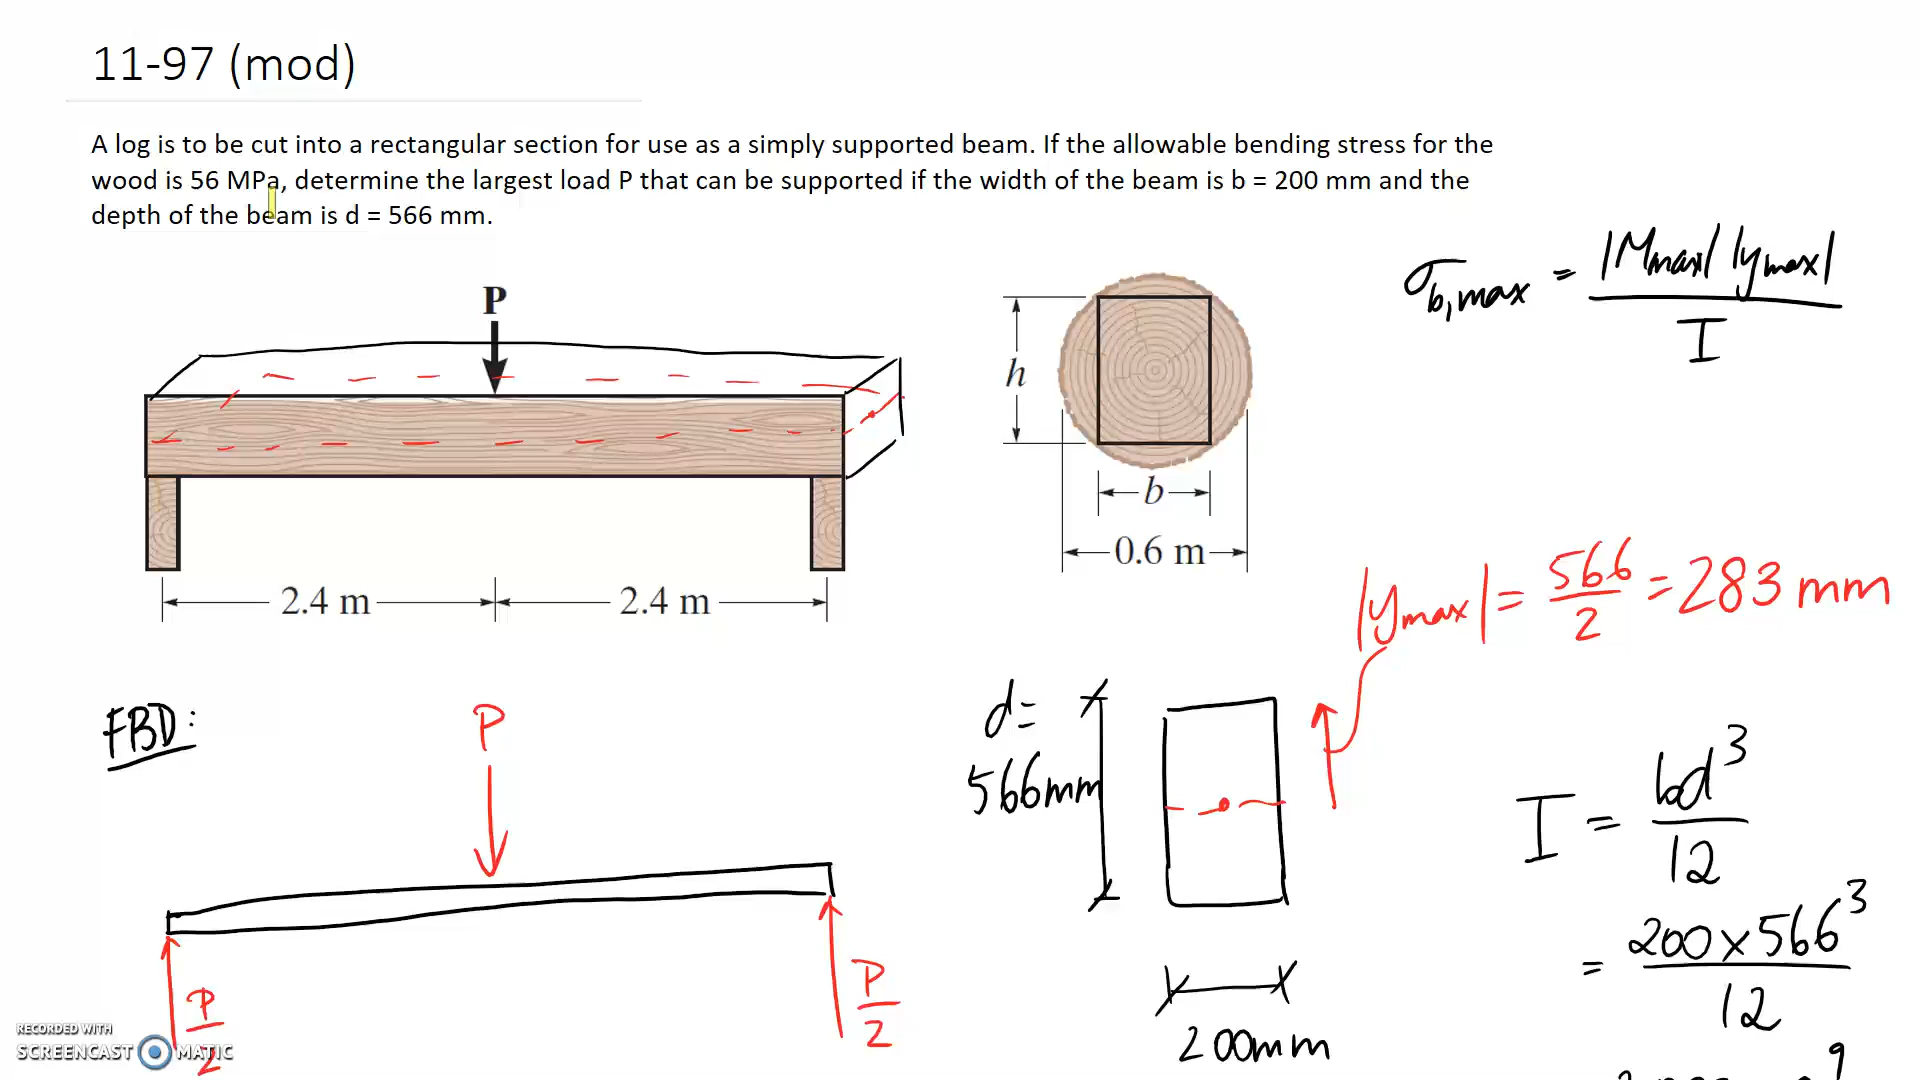 11-97 (mod)
A log is to be cut into a rectangular section for use as a simply supported beam. If the allowable bending stress for the
wood is 56 MPa, determine the largest load P that can be supported if the width of the beam is b = 200 mm and the
depth of the beam is d = 566 mm.
σb,max = |Mmax| |ymax|
I
P
h
b
0.6 m
2.4 m
2.4 m
|ymax| = 566/2 = 283 mm
FBD:
P
d=
566mm
I = bd³/12
= 200×566³/12
P/2
P/2
200mm
9
RECORDED WITH
SCREENCAST MATIC